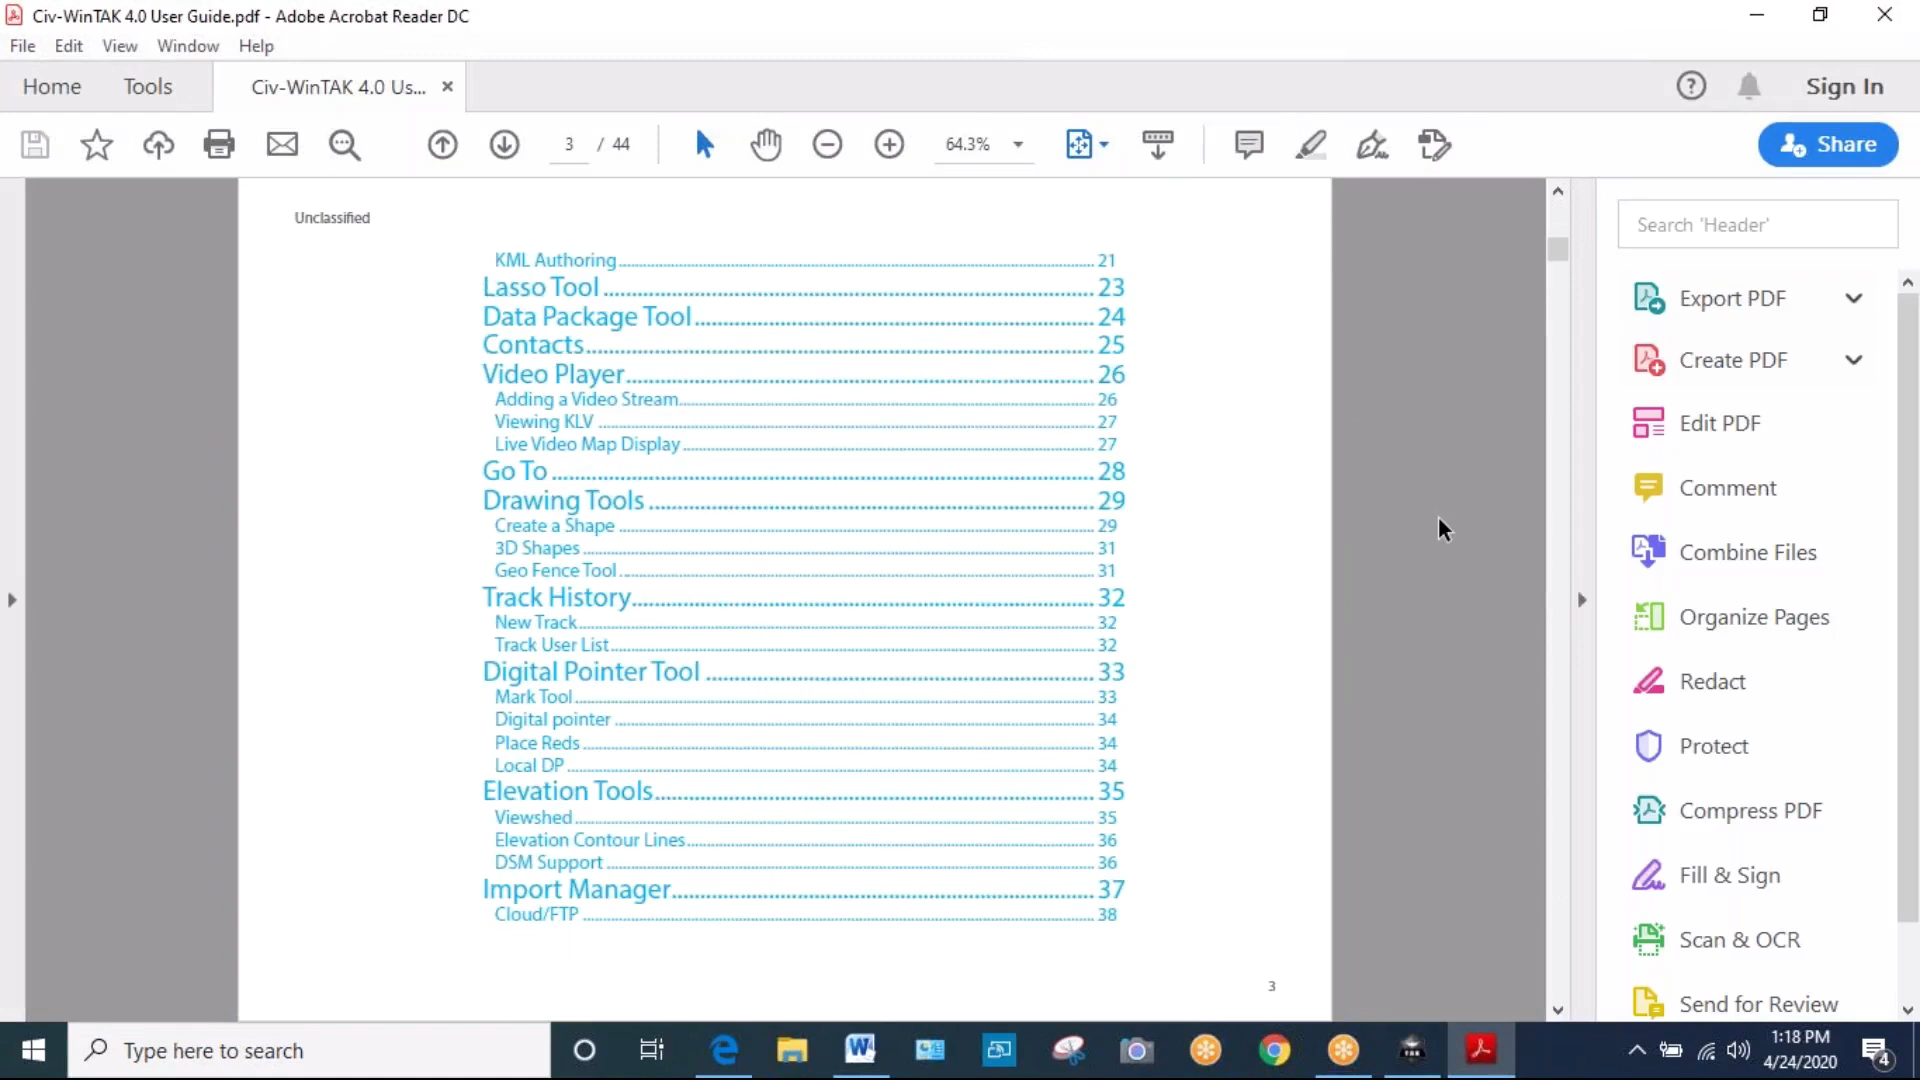 Civ-WinTAK 4.0 User Guide.pdf - Adobe Acrobat Reader DC
File Edit View Window Help
Home Tools Civ-WinTAK 4.0 Us... × Sign In
3 / 44 64.3% Share
Unclassified
KML Authoring 21
Lasso Tool 23
Data Package Tool 24
Contacts 25
Video Player 26
Adding a Video Stream 26
Viewing KLV 27
Live Video Map Display 27
Go To 28
Drawing Tools 29
Create a Shape 29
3D Shapes 31
Geo Fence Tool 31
Track History 32
New Track 32
Track User List 32
Digital Pointer Tool 33
Mark Tool 33
Digital pointer 34
Place Reds 34
Local DP 34
Elevation Tools 35
Viewshed 35
Elevation Contour Lines 36
DSM Support 36
Import Manager 37
Cloud/FTP 38
3
Search 'Header'
Export PDF
Create PDF
Edit PDF
Comment
Combine Files
Organize Pages
Redact
Protect
Compress PDF
Fill & Sign
Scan & OCR
Send for Review
Type here to search
1:18 PM
4/24/2020
4